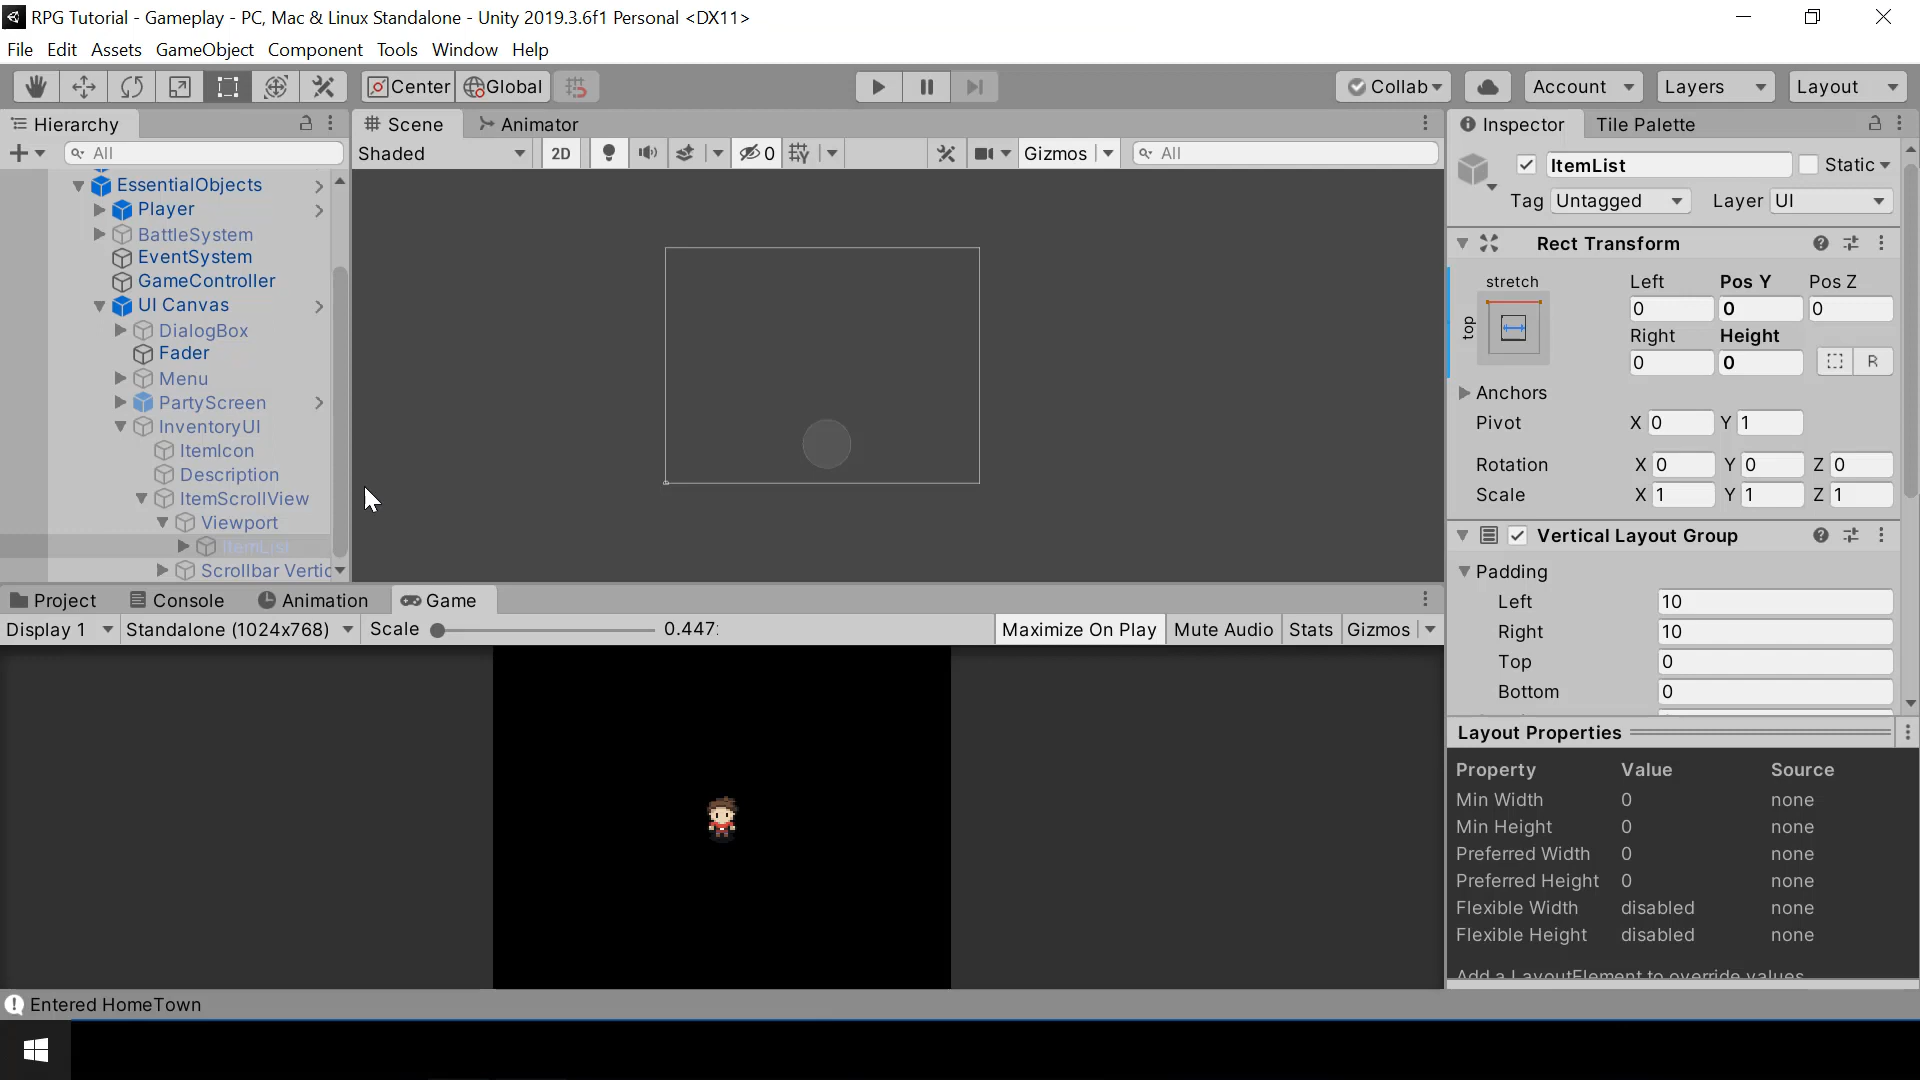 RPG Tutorial - Gameplay - PC, Mac & Linux Standalone - Unity 2019.3.6f1 Personal <DX11>
File Edit Assets GameObject Component Tools Window Help
Center Global Collab Account Layers Layout
Hierarchy
All
EssentialObjects
Player
BattleSystem
EventSystem
GameController
UI Canvas
DialogBox
Fader
Menu
PartyScreen
InventoryUI
ItemIcon
Description
ItemScrollView
Viewport
ItemList
Scrollbar Vertic
Scene Animator
Shaded 2D 0 Gizmos All
Project Console Animation Game
Display 1 Standalone (1024x768) Scale 0.447: Maximize On Play Mute Audio Stats Gizmos
Inspector Tile Palette
ItemList Static
Tag Untagged Layer UI
Rect Transform
stretch Left Pos Y Pos Z
top 0 0 0
Right Height
0 0 R
Anchors
Pivot X 0 Y 1
Rotation X 0 Y 0 Z 0
Scale X 1 Y 1 Z 1
Vertical Layout Group
Padding
Left 10
Right 10
Top 0
Bottom 0
Layout Properties
Property Value Source
Min Width 0 none
Min Height 0 none
Preferred Width 0 none
Preferred Height 0 none
Flexible Width disabled none
Flexible Height disabled none
Add a LayoutElement to override values
Entered HomeTown